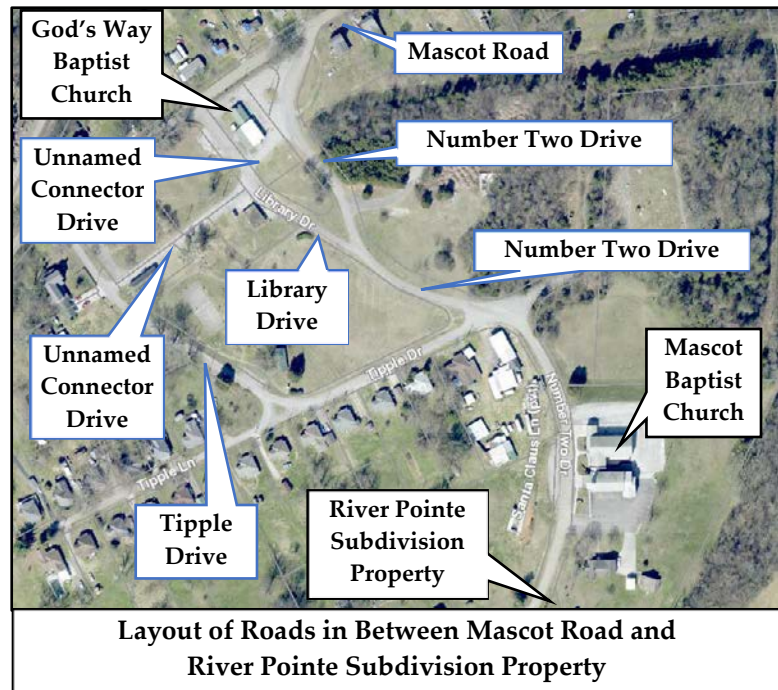 God's Way
Baptist
Church
Mascot Road
Unnamed
Connector
Drive
Number Two Drive
Library Dr
Number Two Drive
Library
Drive
Unnamed
Connector
Drive
Tipple Dr
Mascot
Baptist
Church
Number Two Dr
Santa Claus Ln (pvt)
Tipple Ln
Tipple
Drive
River Pointe
Subdivision
Property
Layout of Roads in Between Mascot Road and
River Pointe Subdivision Property